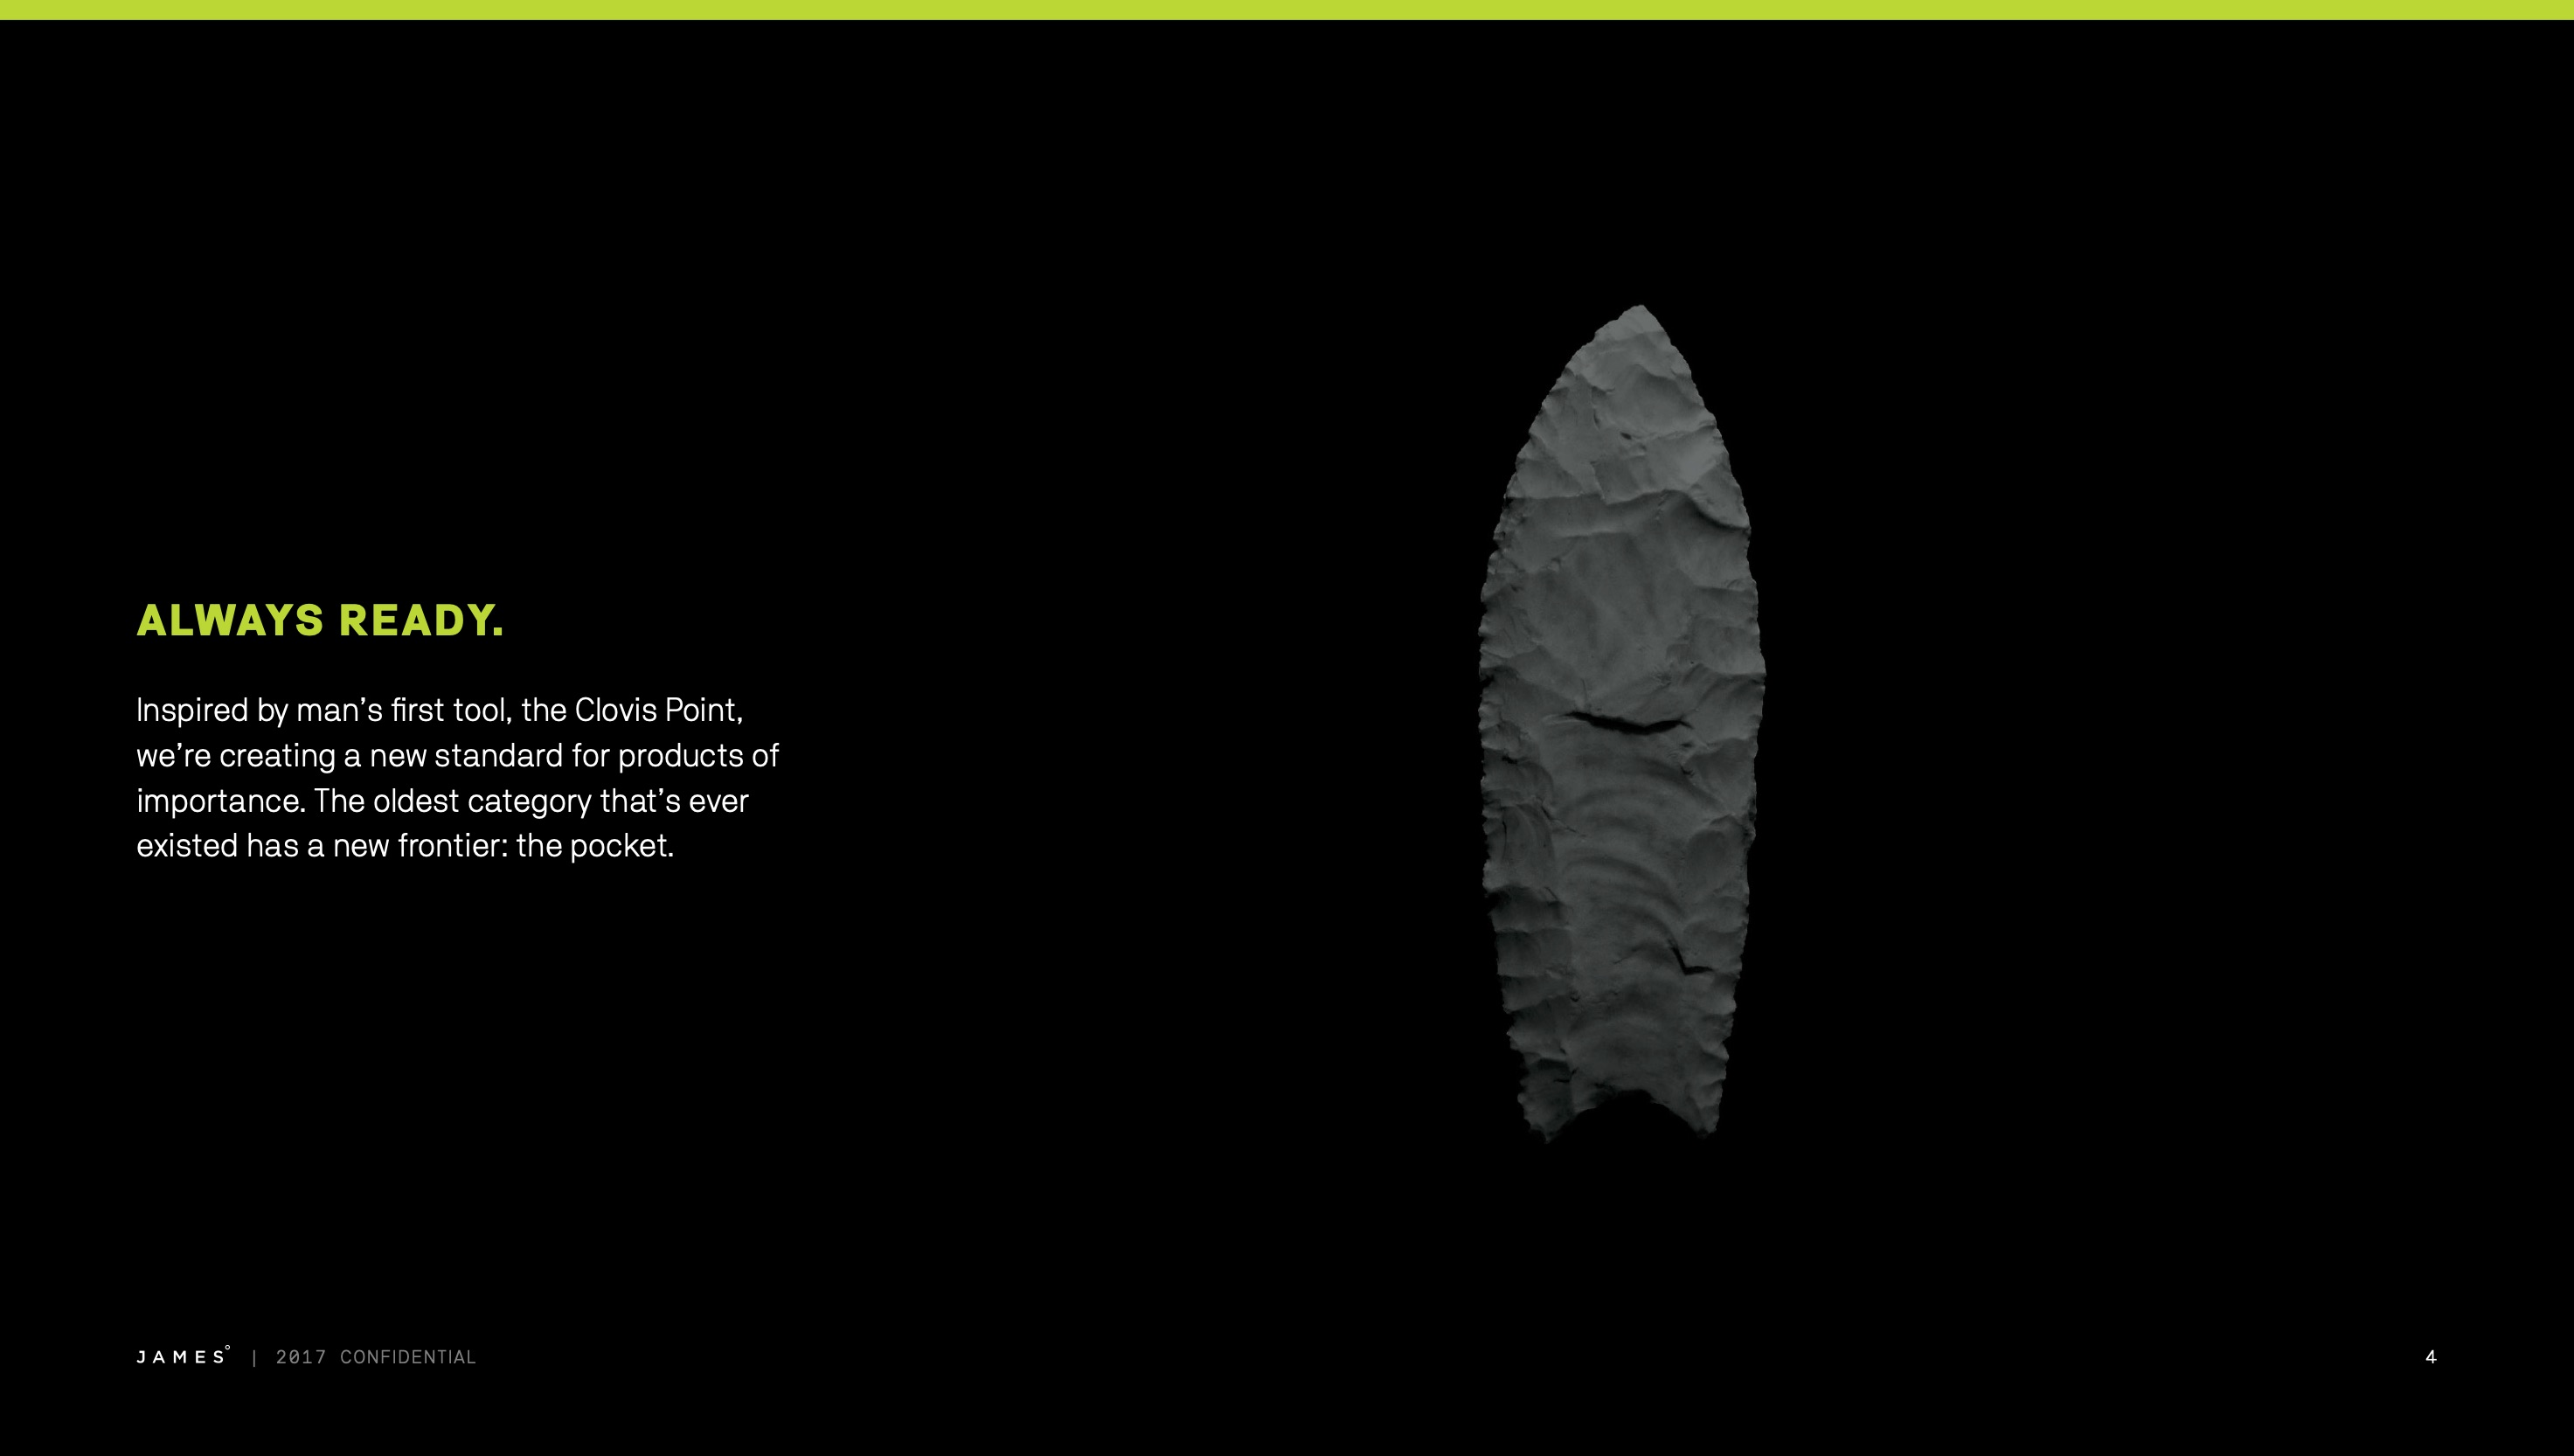 ALWAYS READY.
Inspired by man’s first tool, the Clovis Point,
we’re creating a new standard for products of
importance. The oldest category that’s ever
existed has a new frontier: the pocket.
JAMES° | 2017 CONFIDENTIAL
4